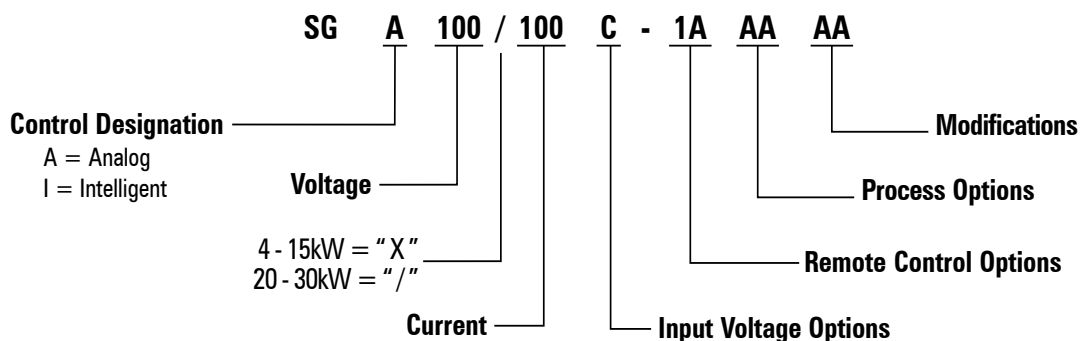 SG A 100 / 100 C - 1A AA AA
Control Designation
A = Analog
I = Intelligent
Voltage
4 - 15kW = “X”
20 - 30kW = “/”
Current
Modifications
Process Options
Remote Control Options
Input Voltage Options